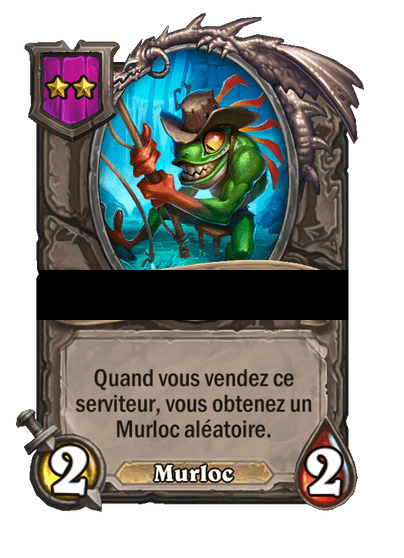 Quand vous vendez ce
serviteur, vous obtenez un
Murloc aléatoire.
2
Murloc
2